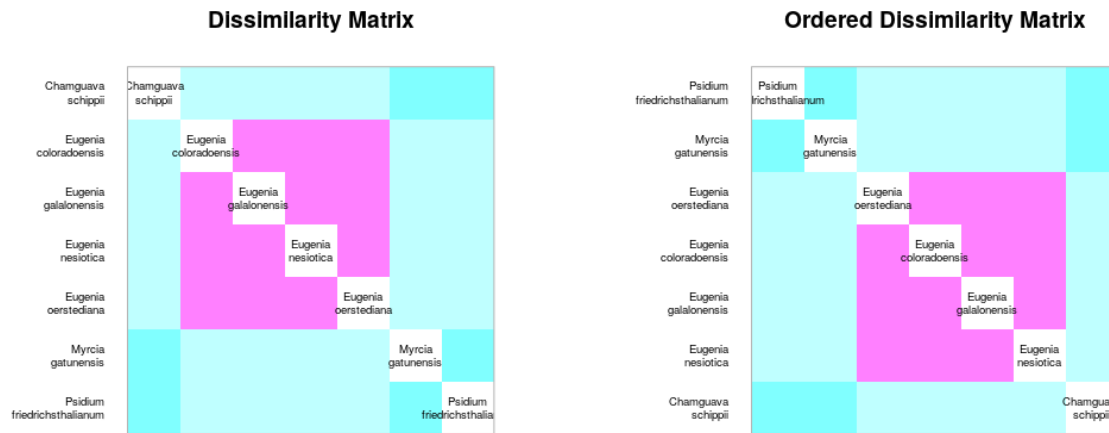 Dissimilarity Matrix
Chamguava
schippii
Eugenia
coloradoensis
Eugenia
galalonensis
Eugenia
nesiotica
Eugenia
oerstediana
Myrcia
gatunensis
Psidium
friedrichsthalianum
Chamguava
schippii
Eugenia
coloradoensis
Eugenia
galalonensis
Eugenia
nesiotica
Eugenia
oerstediana
Myrcia
gatunensis
Psidium
friedrichsthalia
Ordered Dissimilarity Matrix
Psidium
friedrichsthalianum
Myrcia
gatunensis
Eugenia
oerstediana
Eugenia
coloradoensis
Eugenia
galalonensis
Eugenia
nesiotica
Chamguava
schippii
Psidium
richsthalianum
Myrcia
gatunensis
Eugenia
oerstediana
Eugenia
coloradoensis
Eugenia
galalonensis
Eugenia
nesiotica
Chamgua
schippii